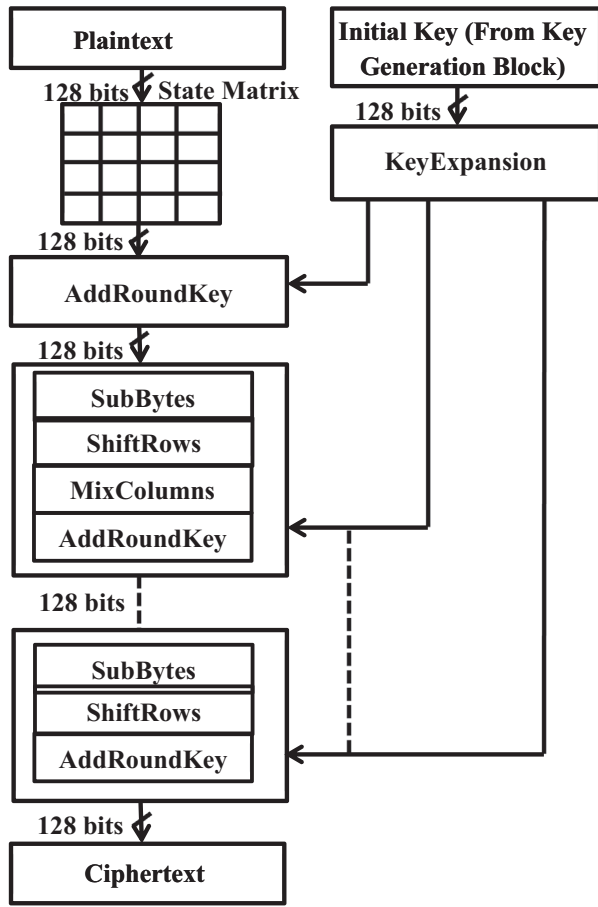 Plaintext
128 bits
State Matrix
128 bits
AddRoundKey
128 bits
SubBytes
ShiftRows
MixColumns
AddRoundKey
128 bits
SubBytes
ShiftRows
AddRoundKey
128 bits
Ciphertext
Initial Key (From Key
Generation Block)
128 bits
KeyExpansion